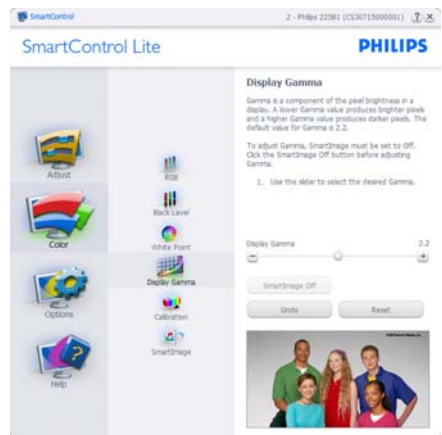 SmartControl
2 - Philips 225B1 (CS30715000001)
?
X
SmartControl Lite
PHILIPS
Adjust
Color
Options
Help
RGB
Black Level
White Point
Display Gamma
Calibration
SmartImage
Display Gamma
Gamma is a component of the pixel brightness in a
display. A lower Gamma value produces brighter pixels
and a higher Gamma value produces darker pixels. The
default value for Gamma is 2.2.
To adjust Gamma, SmartImage must be set to Off.
Click the SmartImage Off button before adjusting
Gamma.
1. Use the slider to select the desired Gamma.
Display Gamma 2.2
SmartImage Off
Undo
Reset